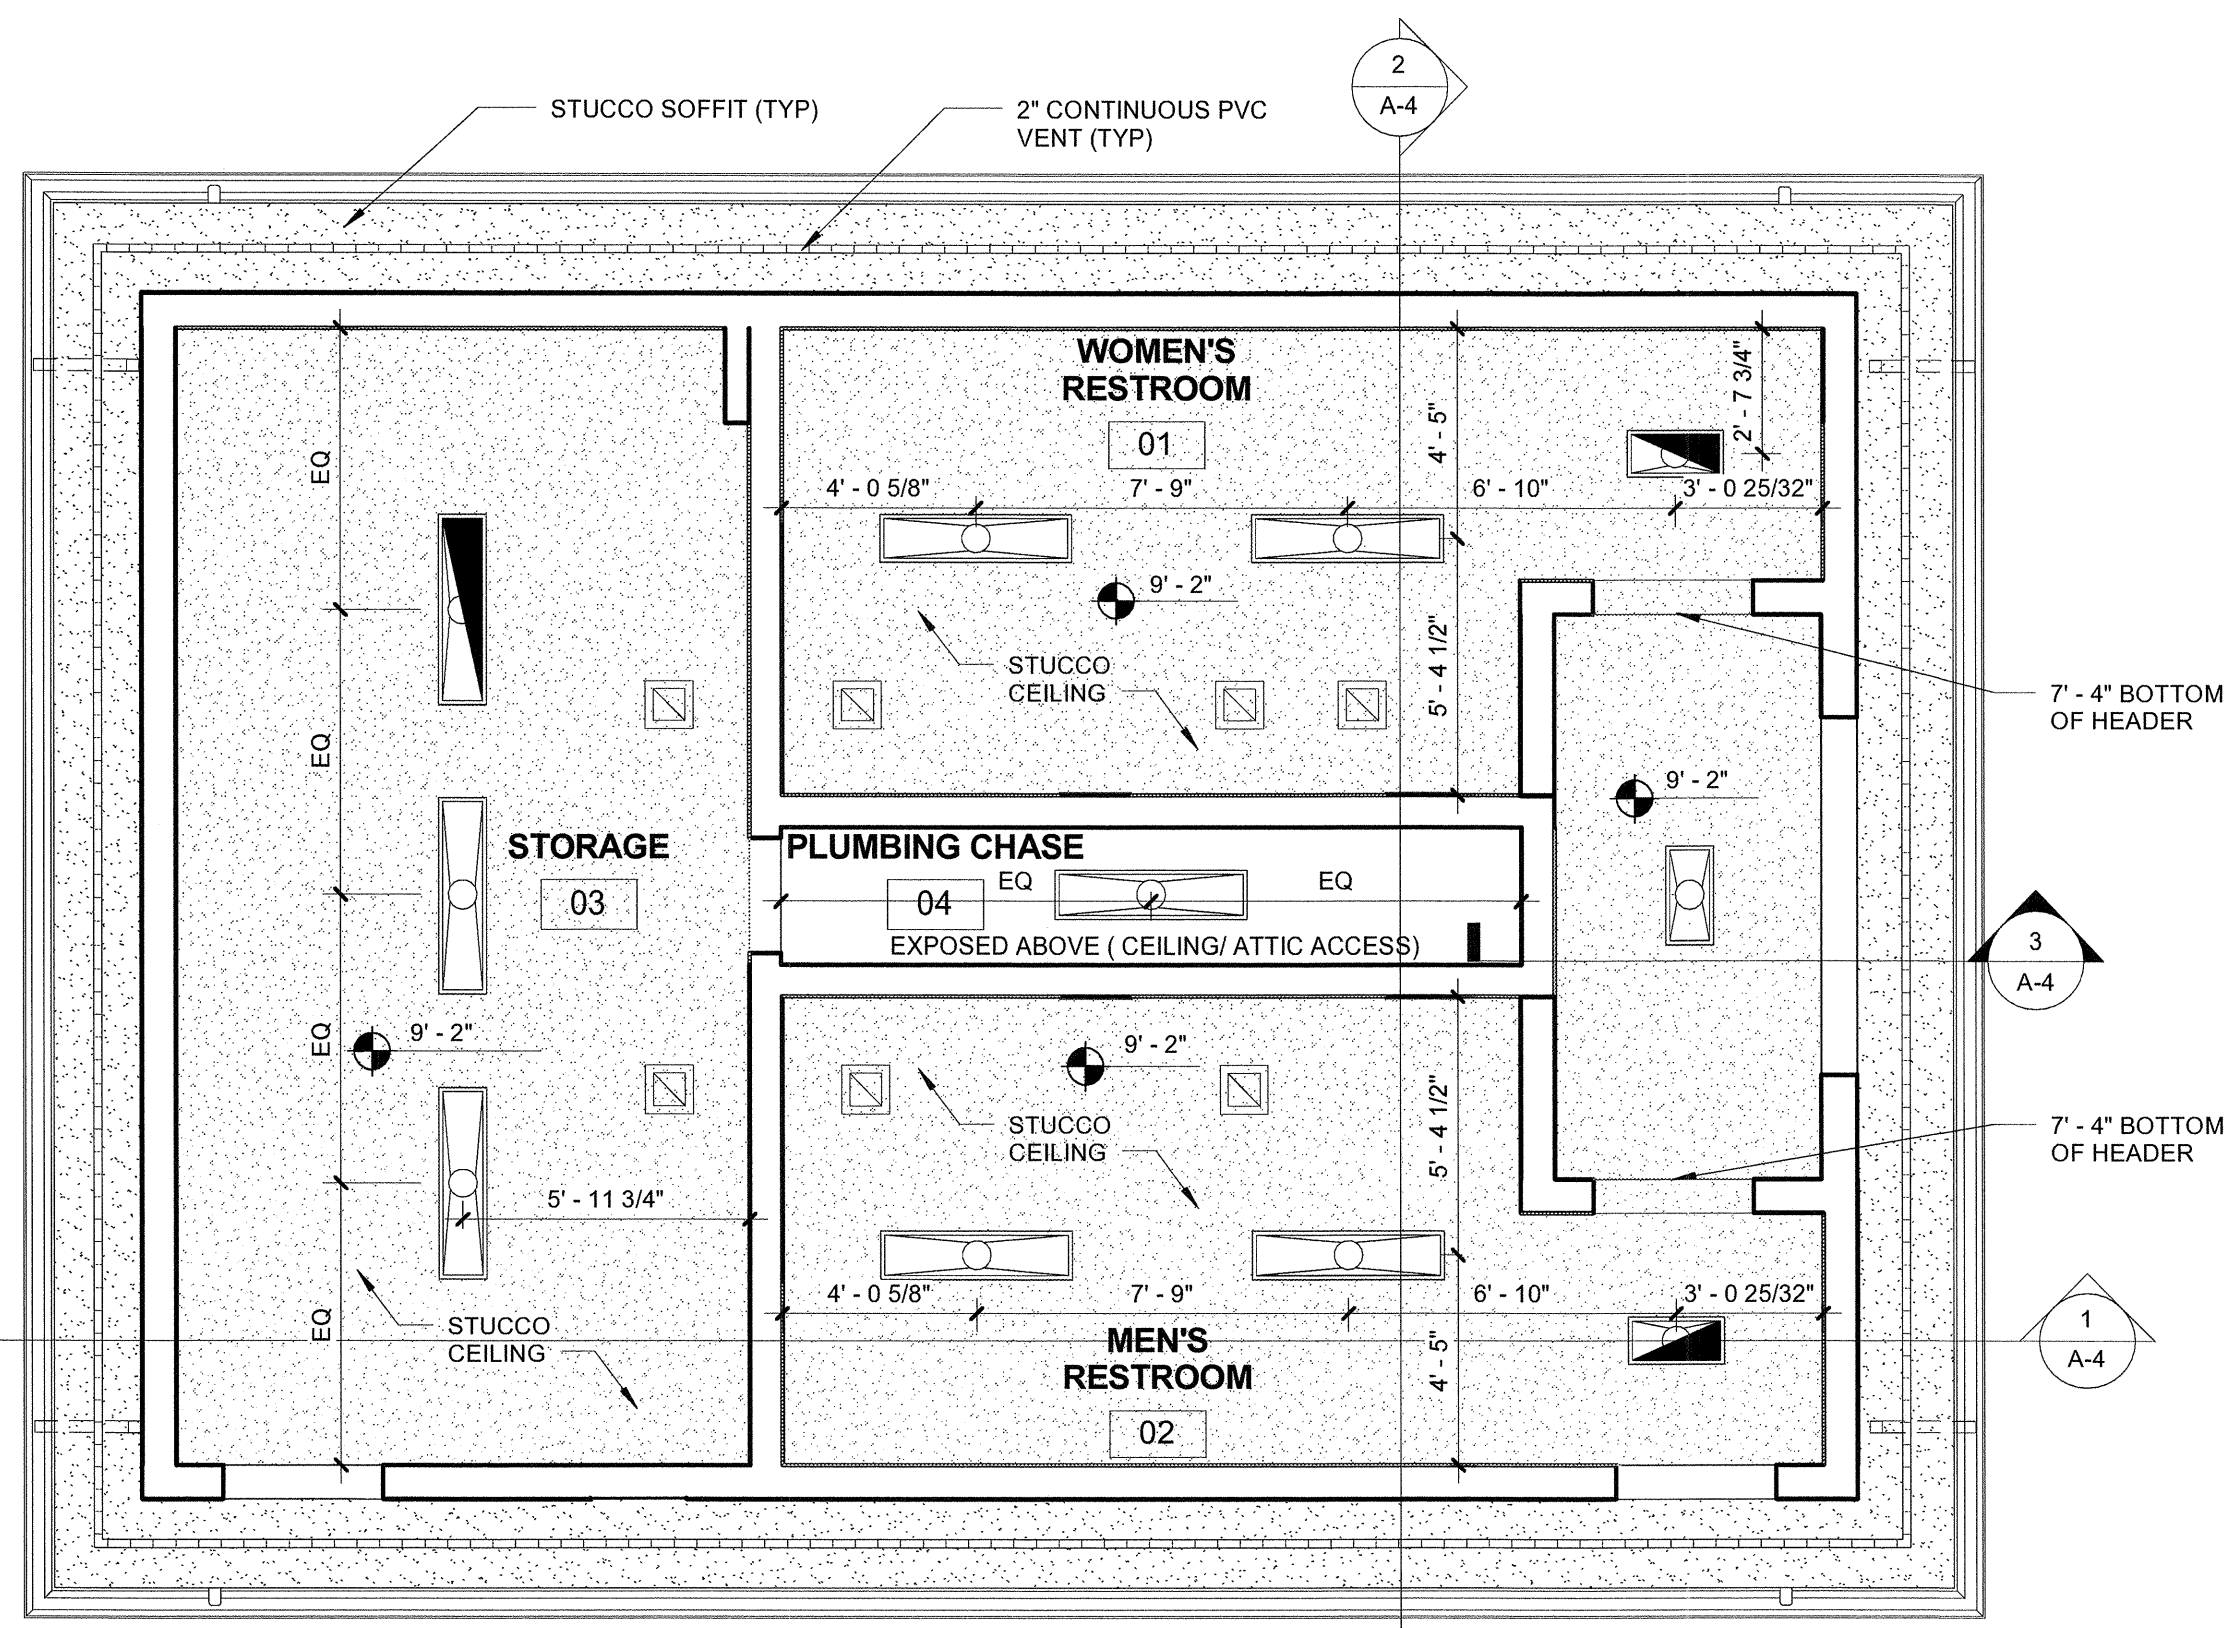 2
A-4
STUCCO SOFFIT (TYP)
2" CONTINUOUS PVC
VENT (TYP)
WOMEN'S
RESTROOM
01
2' - 7 3/4"
4' - 5"
EQ
4' - 0 5/8"
7' - 9"
6' - 10"
3' - 0 25/32"
9' - 2"
STUCCO
CEILING
5' - 4 1/2"
7' - 4" BOTTOM
OF HEADER
EQ
9' - 2"
STORAGE
03
PLUMBING CHASE
04
EQ
EQ
EXPOSED ABOVE ( CEILING/ ATTIC ACCESS)
3
A-4
EQ
9' - 2"
9' - 2"
STUCCO
CEILING
5' - 4 1/2"
7' - 4" BOTTOM
OF HEADER
5' - 11 3/4"
4' - 0 5/8"
7' - 9"
6' - 10"
3' - 0 25/32"
EQ
STUCCO
CEILING
MEN'S
RESTROOM
02
4' - 5"
1
A-4